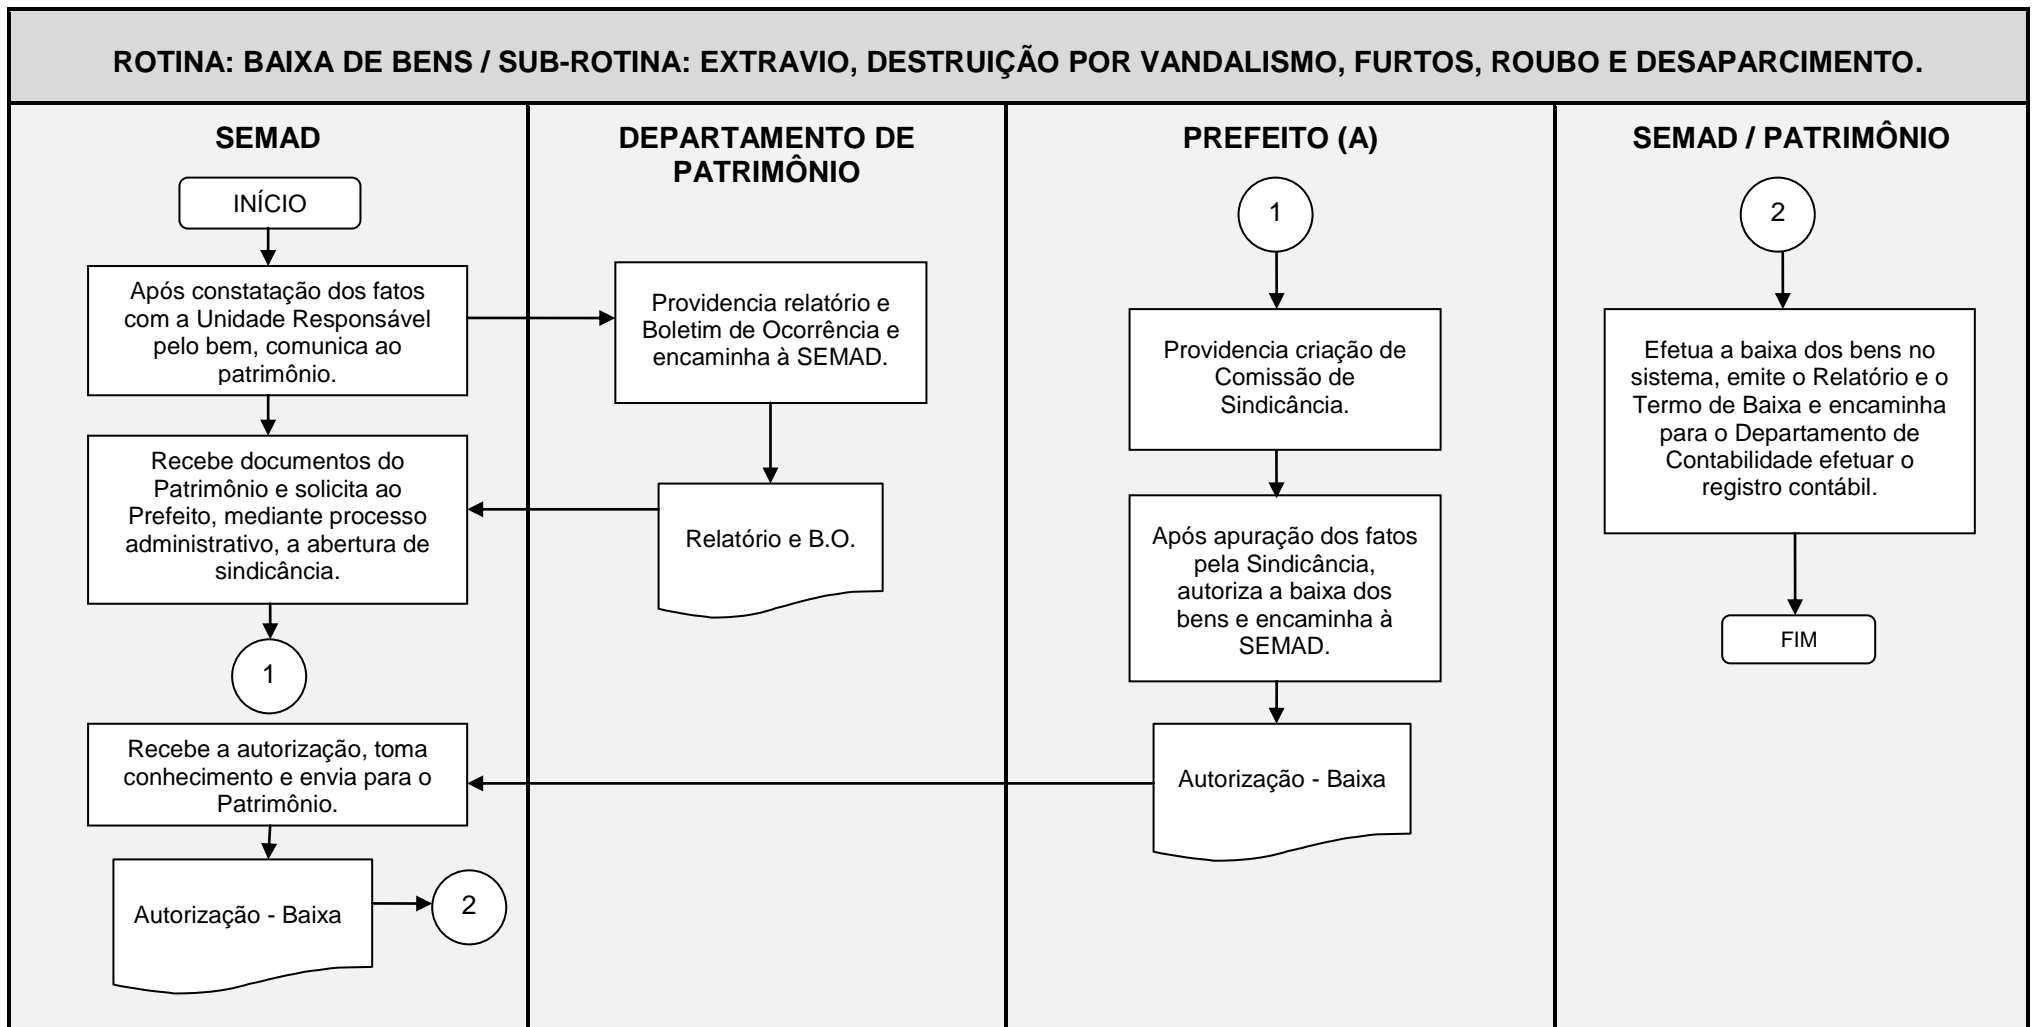 ROTINA: BAIXA DE BENS / SUB-ROTINA: EXTRAVIO, DESTRUIÇÃO POR VANDALISMO, FURTOS, ROUBO E DESAPARCIMENTO.
SEMAD
INÍCIO
Após constatação dos fatos
com a Unidade Responsável
pelo bem, comunica ao
patrimônio.
Recebe documentos do
Patrimônio e solicita ao
Prefeito, mediante processo
administrativo, a abertura de
sindicância.
1
Recebe a autorização, toma
conhecimento e envia para o
Patrimônio.
Autorização - Baixa
2
DEPARTAMENTO DE
PATRIMÔNIO
Providencia relatório e
Boletim de Ocorrência e
encaminha à SEMAD.
Relatório e B.O.
PREFEITO (A)
1
Providencia criação de
Comissão de
Sindicância.
Após apuração dos fatos
pela Sindicância,
autoriza a baixa dos
bens e encaminha à
SEMAD.
Autorização - Baixa
SEMAD / PATRIMÔNIO
2
Efetua a baixa dos bens no
sistema, emite o Relatório e o
Termo de Baixa e encaminha
para o Departamento de
Contabilidade efetuar o
registro contábil.
FIM